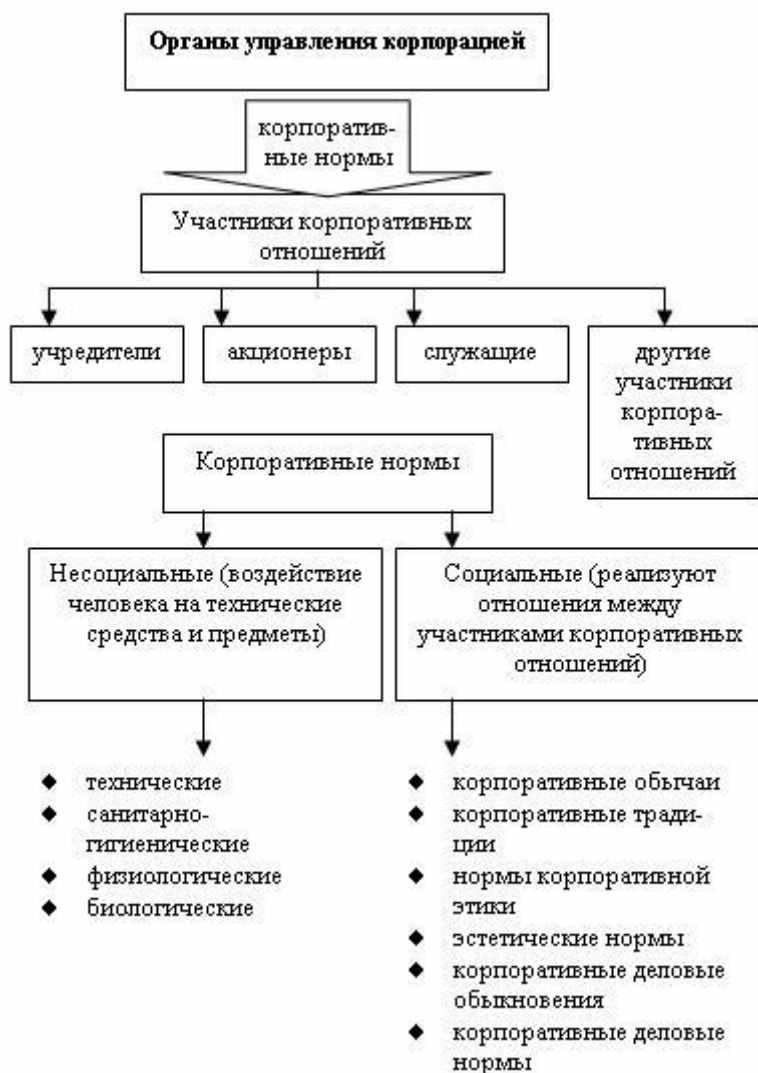 Органы управления корпорацией
корпоратив-
ные нормы
Участники корпоративных
отношений
учредители
акционеры
служащие
другие
участники
корпора-
тивных
отношений
Корпоративные нормы
Несоциальные (воздействие
человека на технические
средства и предметы)
Социальные (реализуют
отношения между
участниками корпоративных
отношений)
♦ технические
♦ санитарно-
гигиенические
♦ физиологические
♦ биологические
♦ корпоративные обычаи
♦ корпоративные тради-
ции
♦ нормы корпоративной
этики
♦ эстетические нормы
♦ корпоративные деловые
обыкновения
♦ корпоративные деловые
нормы